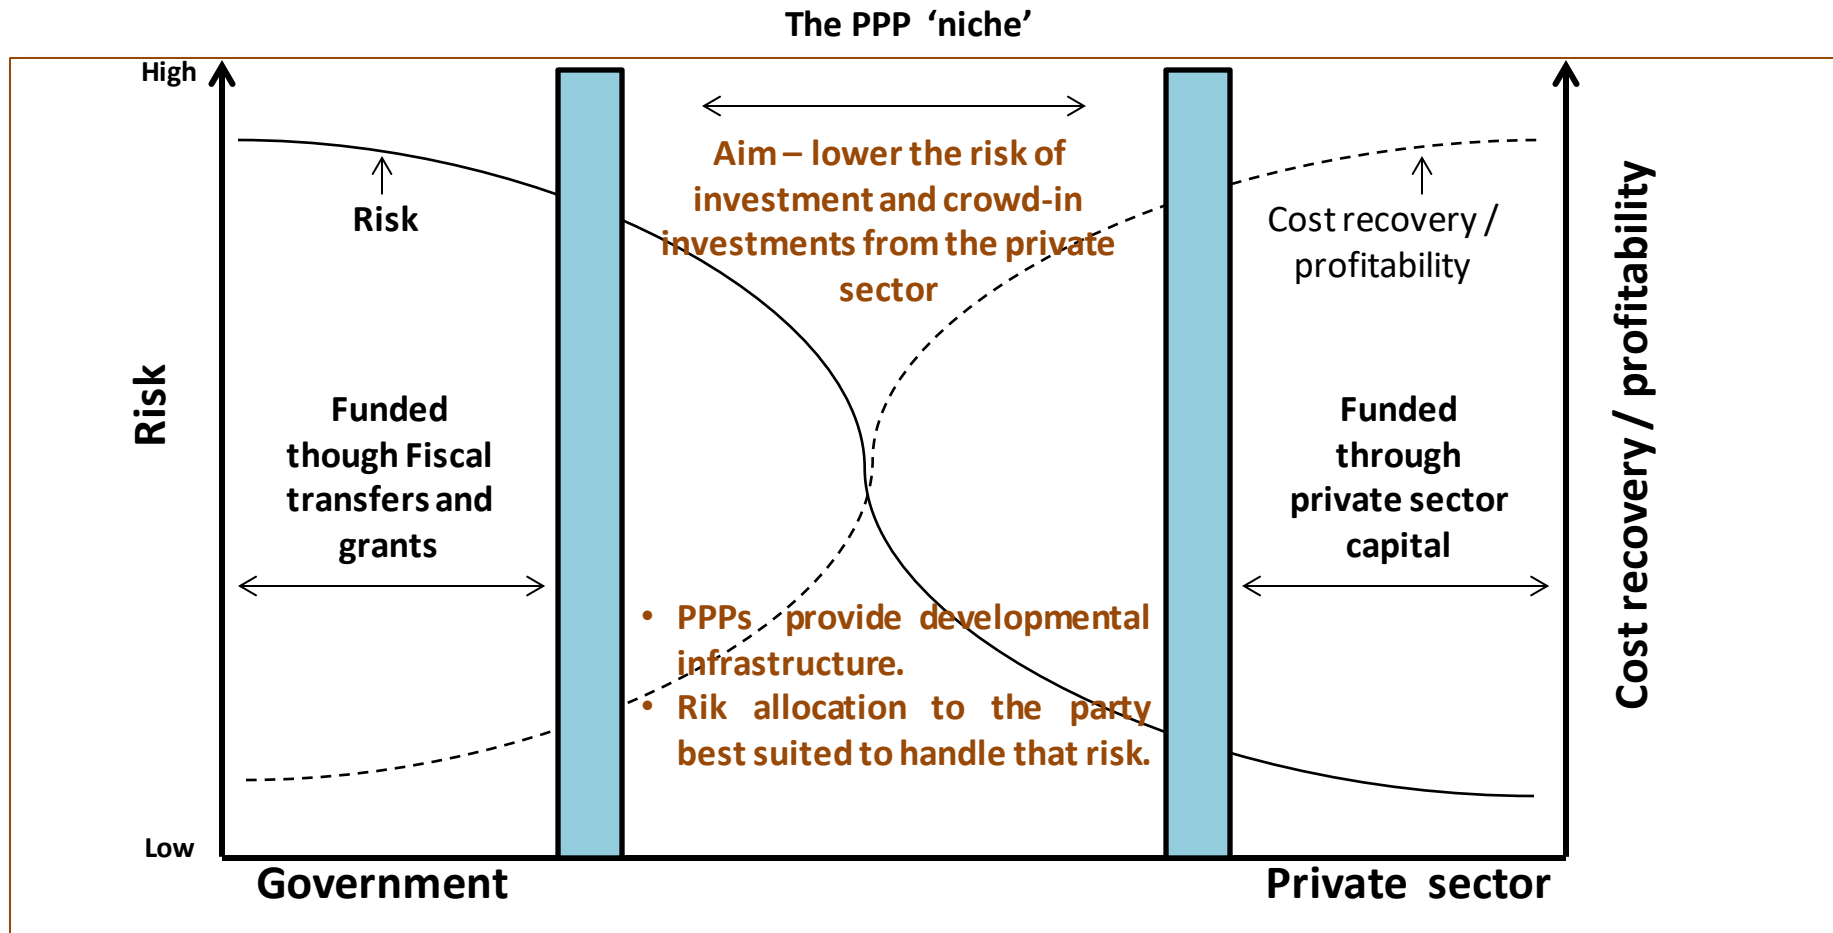 The PPP ‘niche’
High
Low
Risk
Risk
Funded
though Fiscal
transfers and
grants
Government
Aim – lower the risk of
investment and crowd-in
investments from the private
sector
• PPPs provide developmental
infrastructure.
• Rik allocation to the party
best suited to handle that risk.
Cost recovery /
profitability
Funded
through
private sector
capital
Private sector
Cost recovery / profitability